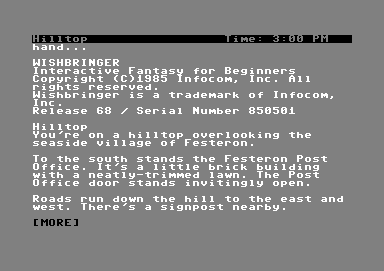 Hilltop Time: 3:00 PM
hand...
WISHBRINGER
Interactive Fantasy for Beginners
Copyright (C)1985 Infocom, Inc. All
rights reserved.
Wishbringer is a trademark of Infocom,
Inc.
Release 68 / Serial Number 850501
Hilltop
You're on a hilltop overlooking the
seaside village of Festeron.
To the south stands the Festeron Post
Office. It's a little brick building
with a neatly-trimmed lawn. The Post
Office door stands invitingly open.
Roads run down the hill to the east and
west. There's a signpost nearby.
[MORE]